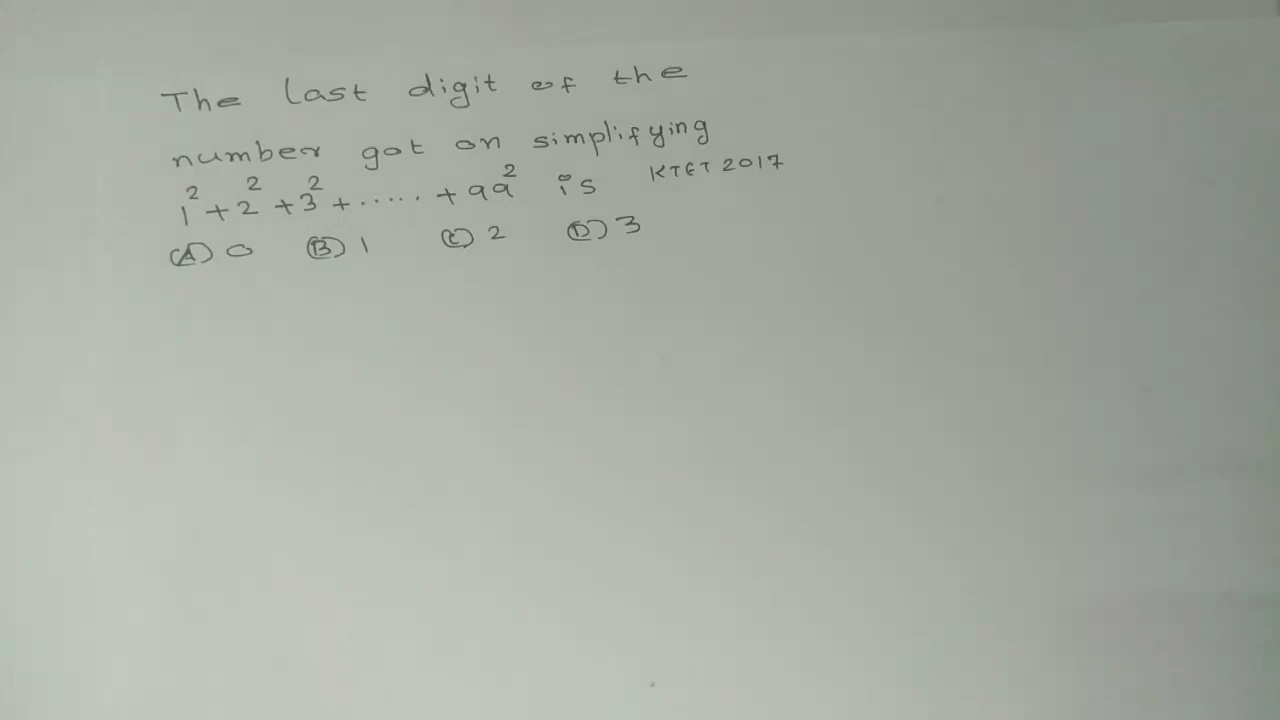 The last digit of the
number got on simplifying
1² + 2² + 3² + ...... + 99² is KTET 2017
(A) 0 (B) 1 (C) 2 (D) 3